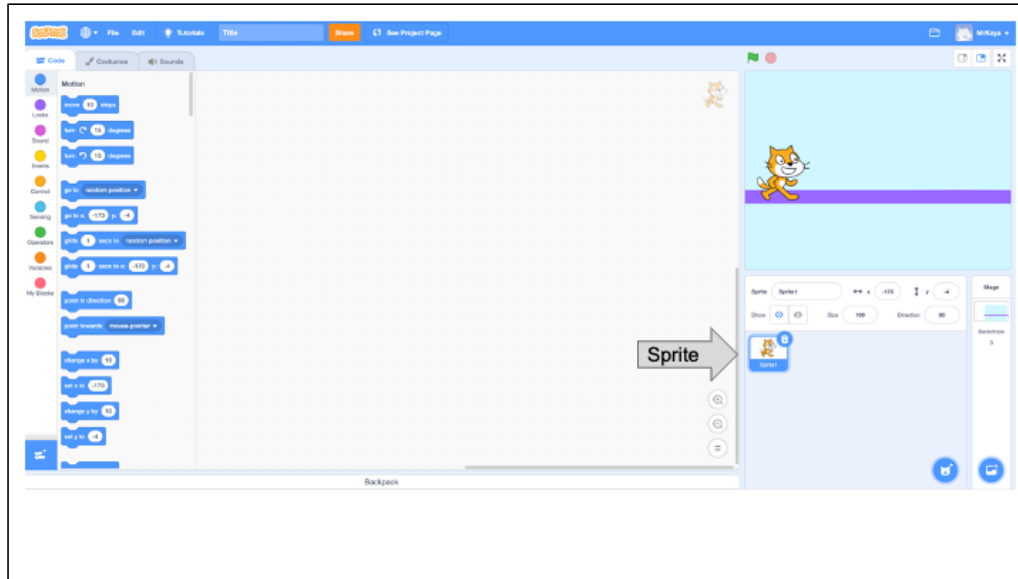 SCRATCH File Edit Tutorials Title Share See Project Page MrKaye
Code Costumes Sounds
Motion
Looks
Sound
Events
Control
Sensing
Operators
Variables
My Blocks
Motion
move 10 steps
turn 15 degrees
turn 15 degrees
go to random position
go to x: -173 y: -4
glide 1 secs to random position
glide 1 secs to x: -173 y: -4
point in direction 90
point towards mouse-pointer
change x by 10
set x to -173
change y by 10
set y to -4
Backpack
Sprite
Sprite Sprite1 x y -4
Show Size 100 Direction 90
Sprite1
Stage
Backdrops
3